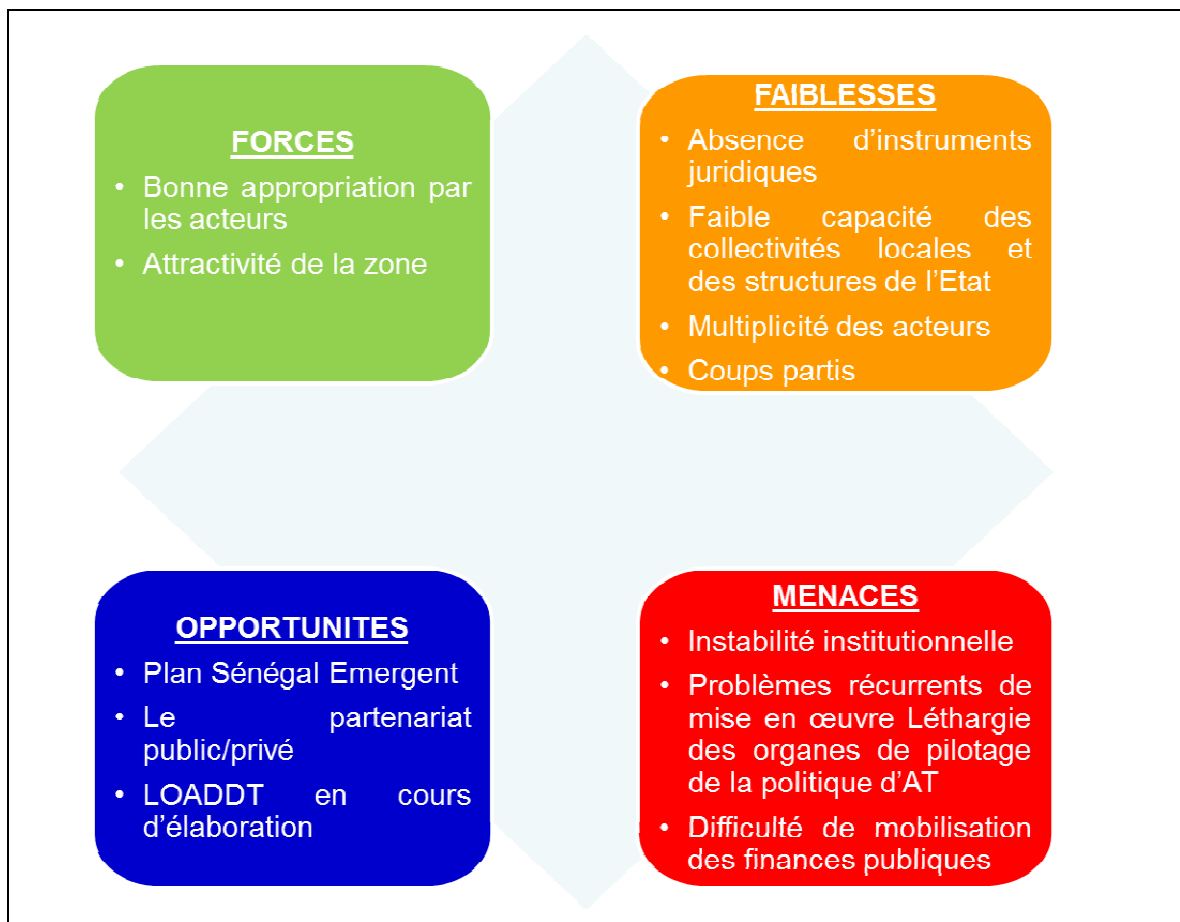 FORCES
• Bonne appropriation par
les acteurs
• Attractivité de la zone
FAIBLESSES
• Absence d'instruments
juridiques
• Faible capacité des
collectivités locales et
des structures de l'Etat
• Multiplicité des acteurs
• Coups partis
OPPORTUNITES
• Plan Sénégal Emergent
• Le partenariat
public/privé
• LOADDT en cours
d'élaboration
MENACES
• Instabilité institutionnelle
• Problèmes récurrents de
mise en œuvre Léthargie
des organes de pilotage
de la politique d'AT
• Difficulté de mobilisation
des finances publiques